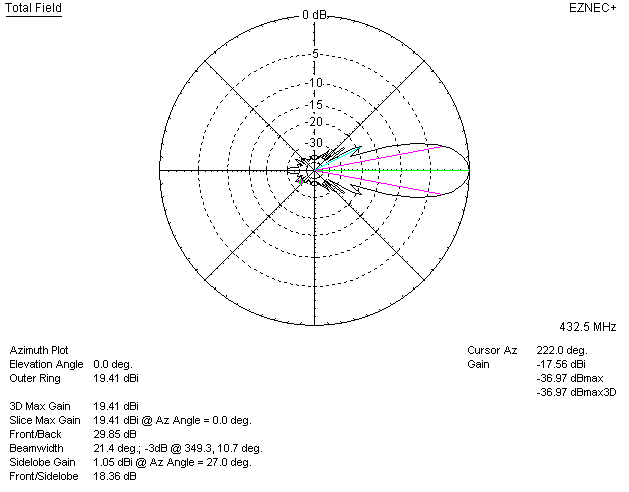 Total Field
EZNEC+
0 dB
-5
-10
-15
-20
-30
432.5 MHz
Azimuth Plot
Elevation Angle 0.0 deg.
Outer Ring 19.41 dBi
Cursor Az 222.0 deg.
Gain -17.56 dBi
-36.97 dBmax
-36.97 dBmax3D
3D Max Gain 19.41 dBi
Slice Max Gain 19.41 dBi @ Az Angle = 0.0 deg.
Front/Back 29.85 dB
Beamwidth 21.4 deg.; -3dB @ 349.3, 10.7 deg.
Sidelobe Gain 1.05 dBi @ Az Angle = 27.0 deg.
Front/Sidelobe 18.36 dB